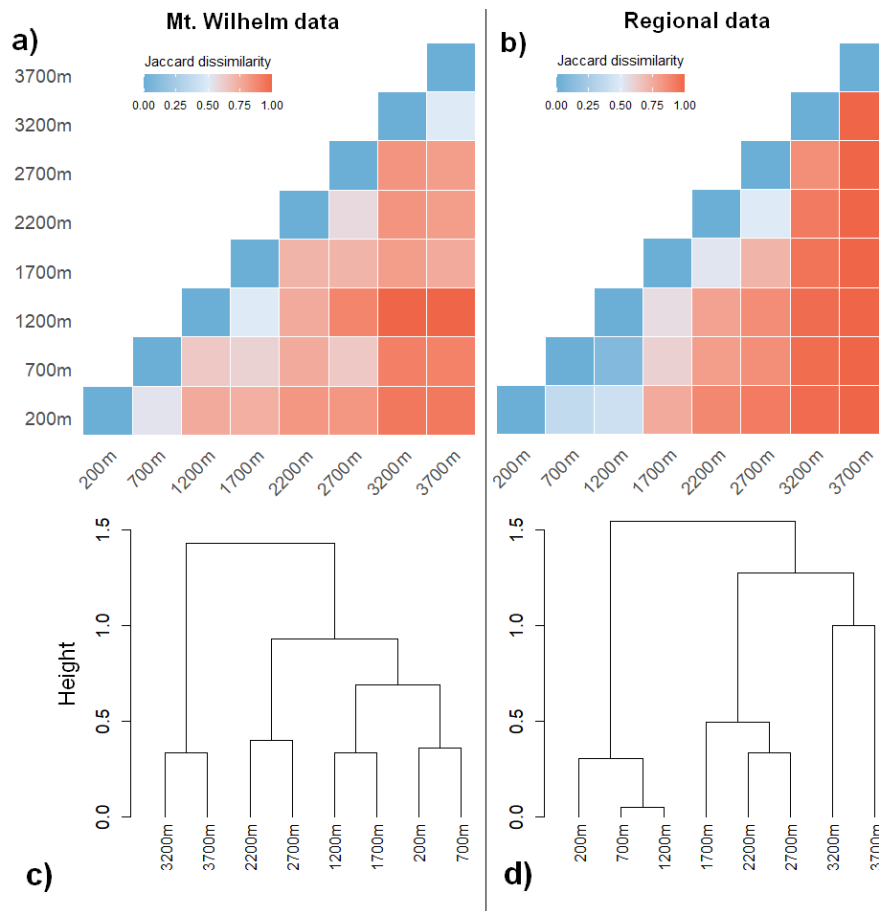 Mt. Wilhelm data
Regional data
a)
b)
Jaccard dissimilarity
0.00 0.25 0.50 0.75 1.00
Jaccard dissimilarity
0.00 0.25 0.50 0.75 1.00
3700m
3200m
2700m
2200m
1700m
1200m
700m
200m
200m 700m 1200m 1700m 2200m 2700m 3200m 3700m
200m 700m 1200m 1700m 2200m 2700m 3200m 3700m
Height
1.5
1.0
0.5
0.0
3200m 3700m 2200m 2700m 1200m 1700m 200m 700m
c)
1.5
1.0
0.5
0.0
200m 700m 1200m 1700m 2200m 2700m 3200m 3700m
d)